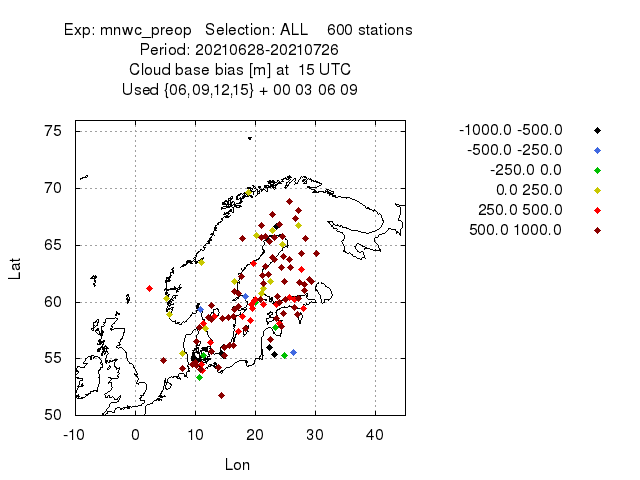 Exp: mnwc_preop Selection: ALL 600 stations
Period: 20210628-20210726
Cloud base bias [m] at 15 UTC
Used {06,09,12,15} + 00 03 06 09
-1000.0 -500.0
-500.0 -250.0
-250.0 0.0
0.0 250.0
250.0 500.0
500.0 1000.0
75
70
65
60
55
50
Lat
-10 0 10 20 30 40
Lon